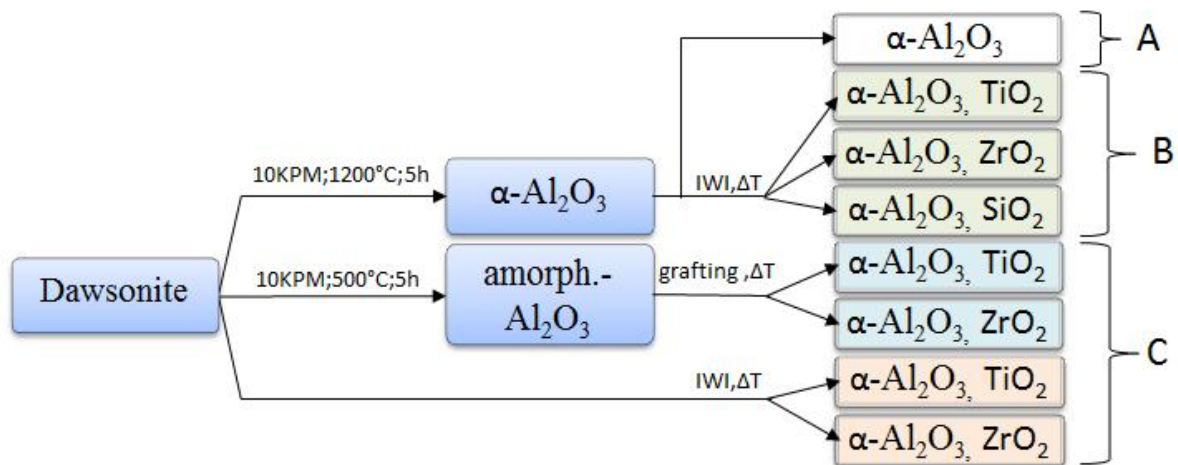 α-Al₂O₃
A
α-Al₂O₃, TiO₂
α-Al₂O₃, ZrO₂
α-Al₂O₃, SiO₂
B
10KPM;1200°C;5h
α-Al₂O₃
IWI,ΔT
Dawsonite
10KPM;500°C;5h
amorph.-
Al₂O₃
grafting ,ΔT
α-Al₂O₃, TiO₂
α-Al₂O₃, ZrO₂
C
IWI,ΔT
α-Al₂O₃, TiO₂
α-Al₂O₃, ZrO₂